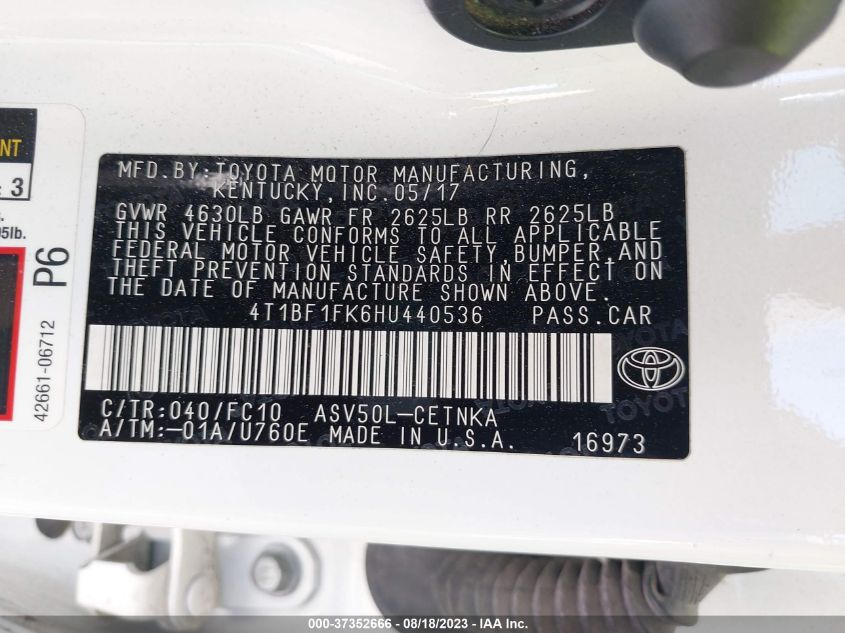 NT
: 3
.
5lb.
P6
42661-06712
MFD.BY:TOYOTA MOTOR MANUFACTURING,
KENTUCKY,INC.05/17
GVWR 4630LB GAWR FR 2625LB RR 2625LB
THIS VEHICLE CONFORMS TO ALL APPLICABLE
FEDERAL MOTOR VEHICLE SAFETY,BUMPER,AND
THEFT PREVENTION STANDARDS IN EFFECT ON
THE DATE OF MANUFACTURE SHOWN ABOVE.
4T1BF1FK6HU440536 PASS.CAR
C/TR:040/FC10 ASV50L-CETNKA
A/TM:-01A/U760E MADE IN U.S.A. 16973
000-37352666 - 08/18/2023 - IAA Inc.